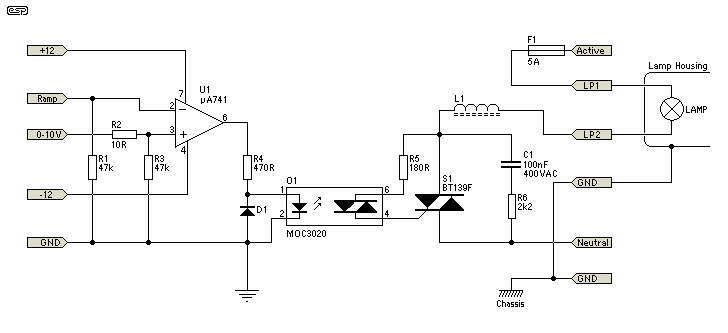 esp
+12
Ramp
0-10V
-12
GND
R1
47k
R2
10R
R3
47k
U1
µA741
7
2
3
4
6
−
+
R4
470R
D1
O1
1
2
6
4
MOC3020
R5
180R
S1
BT139F
L1
C1
100nF
400VAC
R6
2k2
F1
5A
Active
LP1
LP2
GND
Neutral
GND
Chassis
Lamp Housing
LAMP